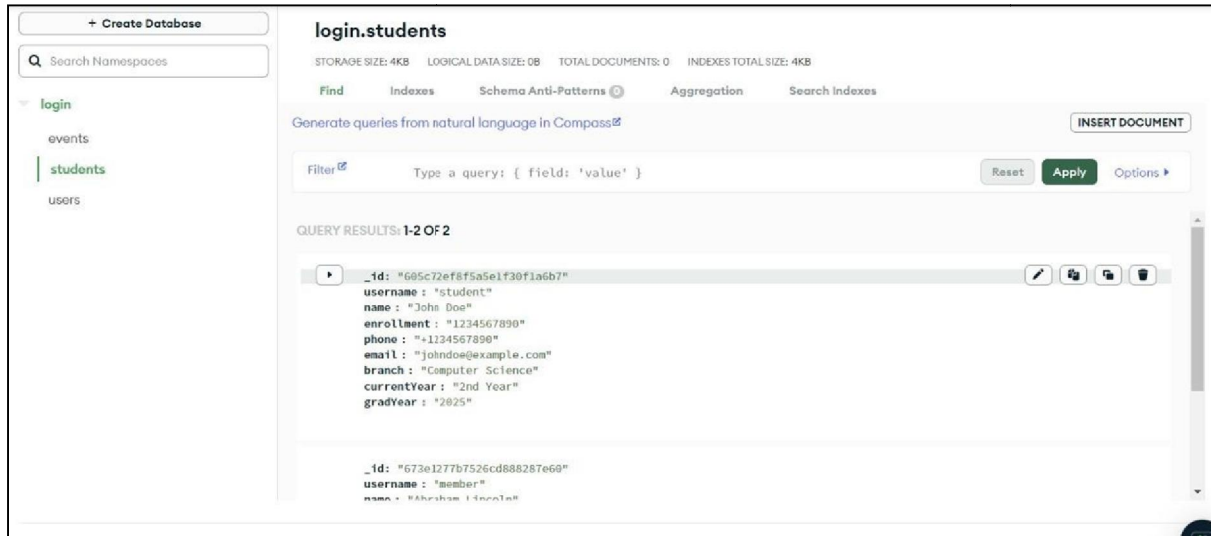 + Create Database
Search Namespaces
login
events
students
users
login.students
STORAGE SIZE: 4KB LOGICAL DATA SIZE: 0B TOTAL DOCUMENTS: 0 INDEXES TOTAL SIZE: 4KB
Find Indexes Schema Anti-Patterns 0 Aggregation Search Indexes
Generate queries from natural language in Compass
INSERT DOCUMENT
Filter Type a query: { field: 'value' } Reset Apply Options
QUERY RESULTS: 1-2 OF 2
_id: "605c72ef8f5a5e1f30f1a6b7"
username : "student"
name : "John Doe"
enrollment : "1234567890"
phone : "+1234567890"
email : "johndoe@example.com"
branch : "Computer Science"
currentYear : "2nd Year"
gradYear : "2025"
_id: "673e1277b7526cd888287e60"
username : "member"
name : "Abraham Lincoln"